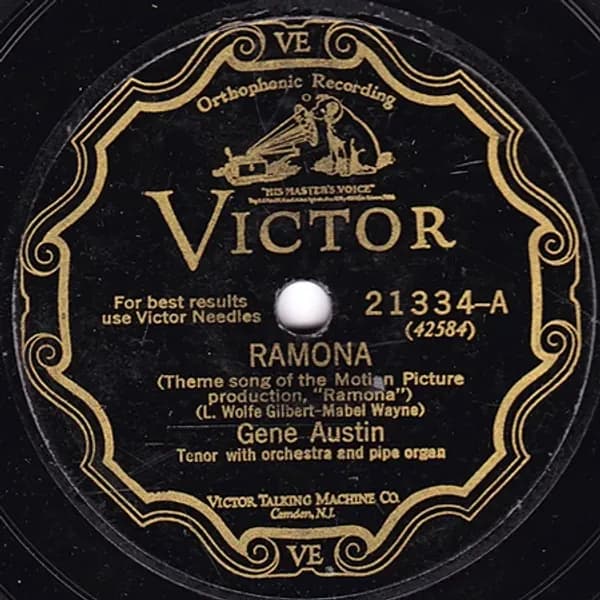 VE
Orthophonic Recording
"HIS MASTER'S VOICE"
VICTOR
For best results
use Victor Needles
21334-A
(42584)
RAMONA
(Theme song of the Motion Picture
production, "Ramona")
(L. Wolfe Gilbert-Mabel Wayne)
Gene Austin
Tenor with orchestra and pipe organ
VICTOR TALKING MACHINE CO.
Camden, N.J.
VE